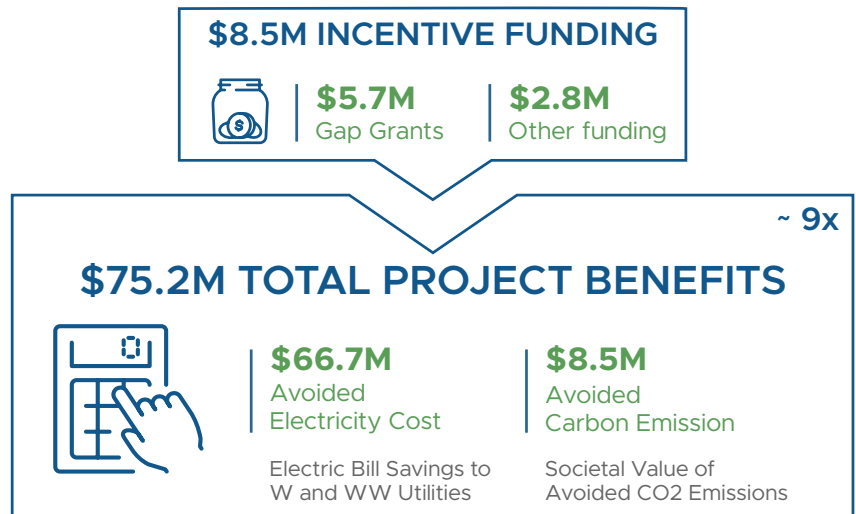 $8.5M INCENTIVE FUNDING
$
$5.7M
Gap Grants
$2.8M
Other funding
~ 9x
$75.2M TOTAL PROJECT BENEFITS
0
$66.7M
Avoided
Electricity Cost
Electric Bill Savings to
W and WW Utilities
$8.5M
Avoided
Carbon Emission
Societal Value of
Avoided CO2 Emissions